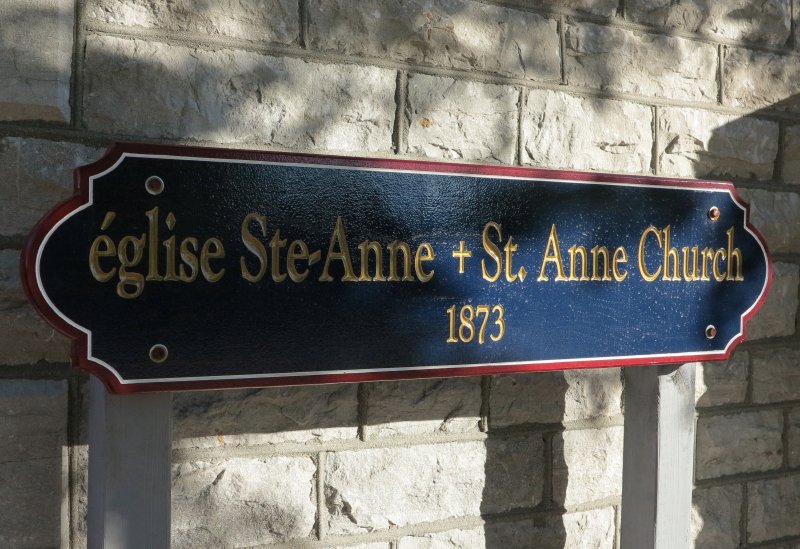 église Ste-Anne + St. Anne Church
1873